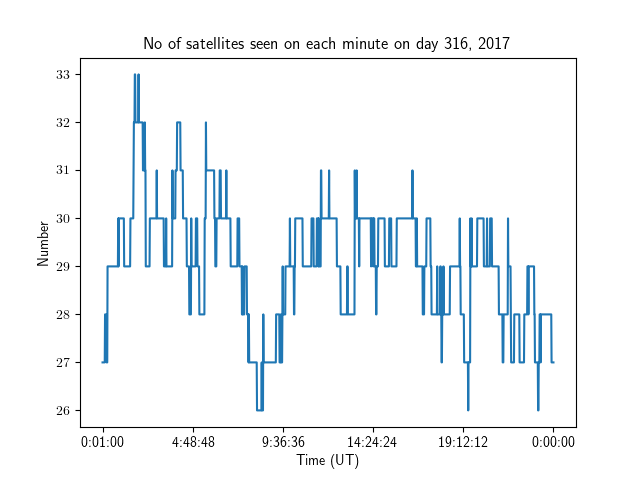 No of satellites seen on each minute on day 316, 2017
33
32
31
30
29
28
27
26
Number
0:01:00 4:48:48 9:36:36 14:24:24 19:12:12 0:00:00
Time (UT)